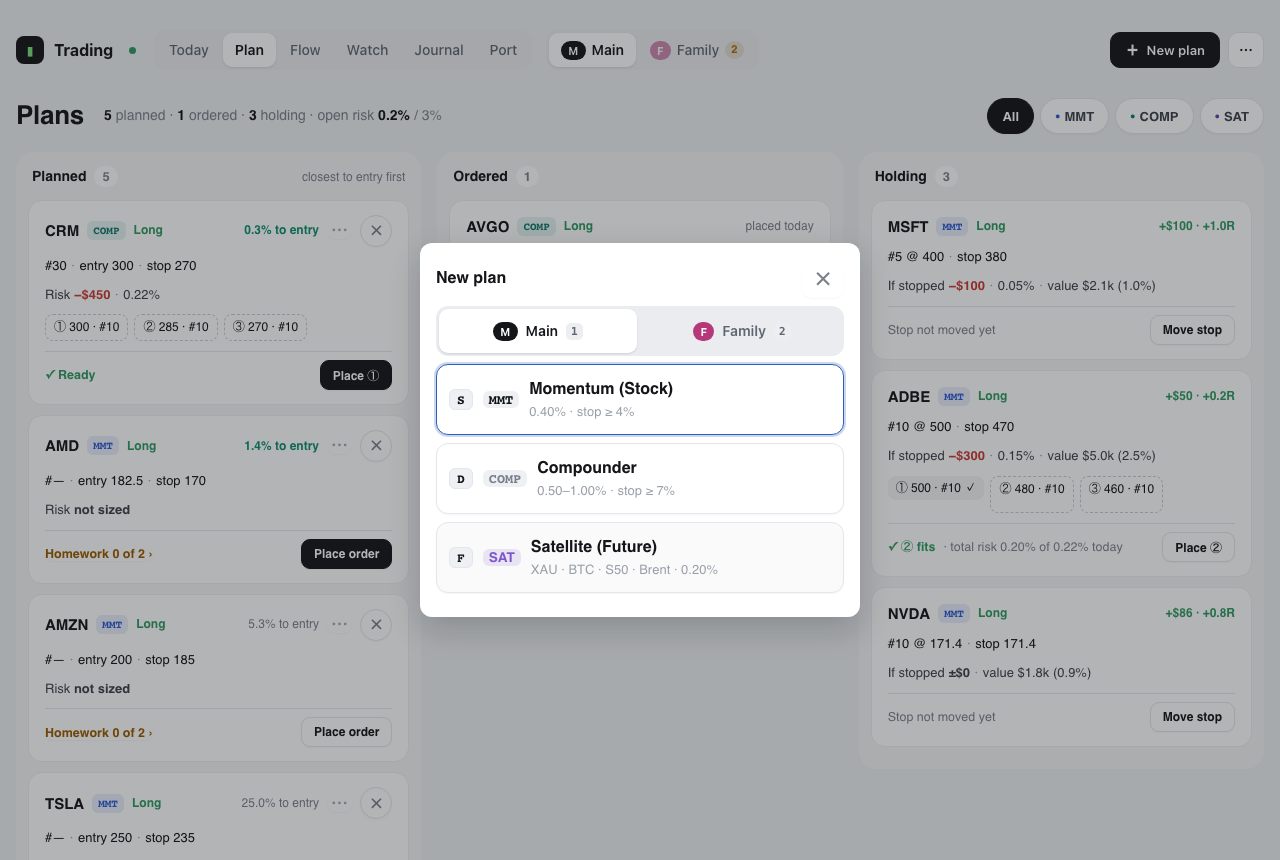 Trading
Today Plan Flow Watch Journal Port
M Main F Family 2
+ New plan ···
Plans
5 planned · 1 ordered · 3 holding · open risk 0.2% / 3%
All • MMT • COMP • SAT
Planned 5 closest to entry first
CRM COMP Long 0.3% to entry ··· ✕
#30 · entry 300 · stop 270
Risk −$450 · 0.22%
① 300 · #10 ② 285 · #10 ③ 270 · #10
✓ Ready Place ①
AMD MMT Long 1.4% to entry ··· ✕
#— · entry 182.5 · stop 170
Risk not sized
Homework 0 of 2 › Place order
AMZN MMT Long 5.3% to entry ··· ✕
#— · entry 200 · stop 185
Risk not sized
Homework 0 of 2 › Place order
TSLA MMT Long 25.0% to entry ··· ✕
#— · entry 250 · stop 235
Ordered 1
AVGO COMP Long placed today
New plan ✕
M Main 1 F Family 2
S MMT Momentum (Stock)
0.40% · stop ≥ 4%
D COMP Compounder
0.50–1.00% · stop ≥ 7%
F SAT Satellite (Future)
XAU · BTC · S50 · Brent · 0.20%
Holding 3
MSFT MMT Long +$100 · +1.0R
#5 @ 400 · stop 380
If stopped −$100 · 0.05% · value $2.1k (1.0%)
Stop not moved yet Move stop
ADBE MMT Long +$50 · +0.2R
#10 @ 500 · stop 470
If stopped −$300 · 0.15% · value $5.0k (2.5%)
① 500 · #10 ✓ ② 480 · #10 ③ 460 · #10
✓ ② fits · total risk 0.20% of 0.22% today Place ②
NVDA MMT Long +$86 · +0.8R
#10 @ 171.4 · stop 171.4
If stopped ±$0 · value $1.8k (0.9%)
Stop not moved yet Move stop